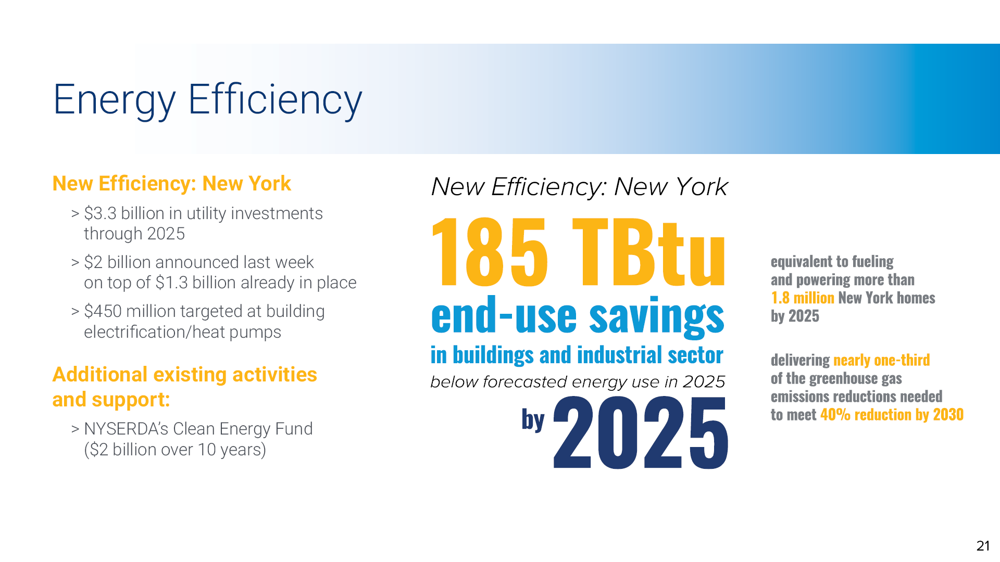 Energy Efficiency
New Efficiency: New York
> $3.3 billion in utility investments
through 2025
> $2 billion announced last week
on top of $1.3 billion already in place
> $450 million targeted at building
electrification/heat pumps
Additional existing activities
and support:
> NYSERDA’s Clean Energy Fund
($2 billion over 10 years)
New Efficiency: New York
185 TBtu
end-use savings
in buildings and industrial sector
below forecasted energy use in 2025
by 2025
equivalent to fueling
and powering more than
1.8 million New York homes
by 2025
delivering nearly one-third
of the greenhouse gas
emissions reductions needed
to meet 40% reduction by 2030
21